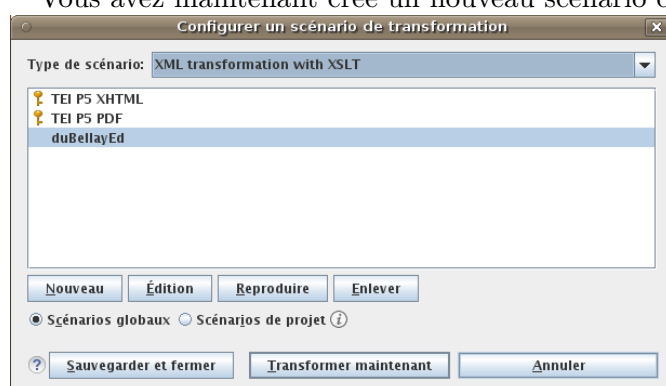 Vous avez maintenant créé un nouveau scénario d
Configurer un scénario de transformation
Type de scénario: XML transformation with XSLT
TEI P5 XHTML
TEI P5 PDF
duBellayEd
Nouveau Édition Reproduire Enlever
Scénarios globaux Scénarios de projet i
? Sauvegarder et fermer Transformer maintenant Annuler